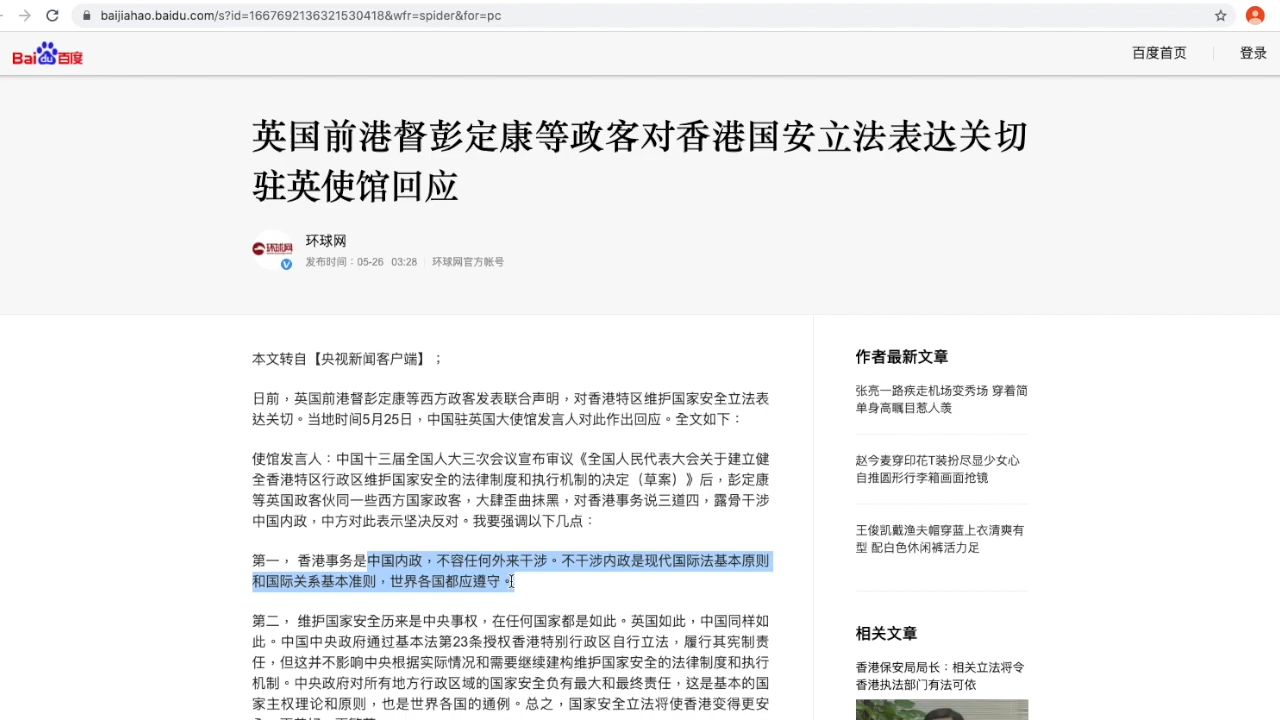 baijiahao.baidu.com/s?id=1667692136321530418&wfr=spider&for=pc
Bai du 百度
百度首页
登录
英国前港督彭定康等政客对香港国安立法表达关切
驻英使馆回应
环球网
环球网
发布时间：05-26 03:28
环球网官方帐号
本文转自【央视新闻客户端】；
日前，英国前港督彭定康等西方政客发表联合声明，对香港特区维护国家安全立法表
达关切。当地时间5月25日，中国驻英国大使馆发言人对此作出回应。全文如下：
使馆发言人：中国十三届全国人大三次会议宣布审议《全国人民代表大会关于建立健
全香港特区行政区维护国家安全的法律制度和执行机制的决定（草案）》后，彭定康
等英国政客伙同一些西方国家政客，大肆歪曲抹黑，对香港事务说三道四，露骨干涉
中国内政，中方对此表示坚决反对。我要强调以下几点：
第一， 香港事务是中国内政，不容任何外来干涉。不干涉内政是现代国际法基本原则
和国际关系基本准则，世界各国都应遵守。
第二， 维护国家安全历来是中央事权，在任何国家都是如此。英国如此，中国同样如
此。中国中央政府通过基本法第23条授权香港特别行政区自行立法，履行其宪制责
任，但这并不影响中央根据实际情况和需要继续建构维护国家安全的法律制度和执行
机制。中央政府对所有地方行政区域的国家安全负有最大和最终责任，这是基本的国
家主权理论和原则，也是世界各国的通例。总之，国家安全立法将使香港变得更安
作者最新文章
张亮一路疾走机场变秀场 穿着简
单身高瞩目惹人羡
赵今麦穿印花T装扮尽显少女心
自推圆形行李箱画面抢镜
王俊凯戴渔夫帽穿蓝上衣清爽有
型 配白色休闲裤活力足
相关文章
香港保安局局长：相关立法将令
香港执法部门有法可依